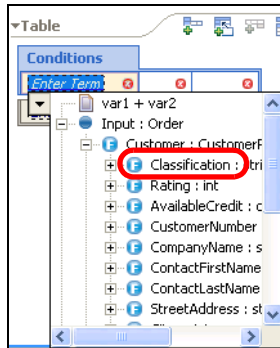 Table
Conditions
Enter Term
var1 + var2
Input : Order
Customer : CustomerF
Classification : stri
Rating : int
AvailableCredit :
CustomerNumber
CompanyName : s
ContactFirstName
ContactLastName
StreetAddress : st